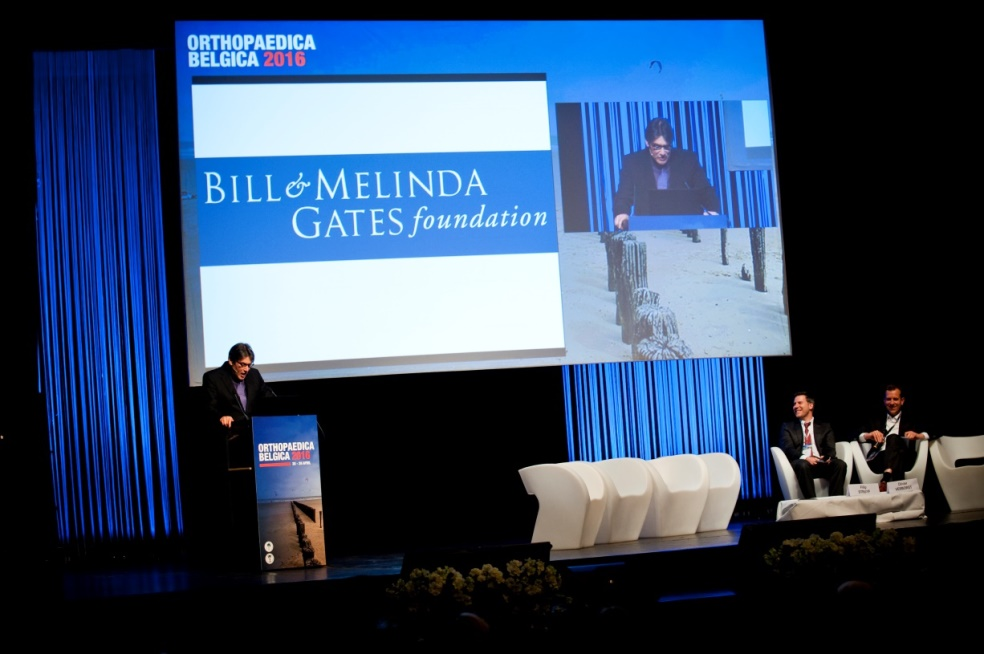 ORTHOPAEDICA
BELGICA 2016
BILL & MELINDA
GATES foundation
ORTHOPAEDICA
BELGICA 2016